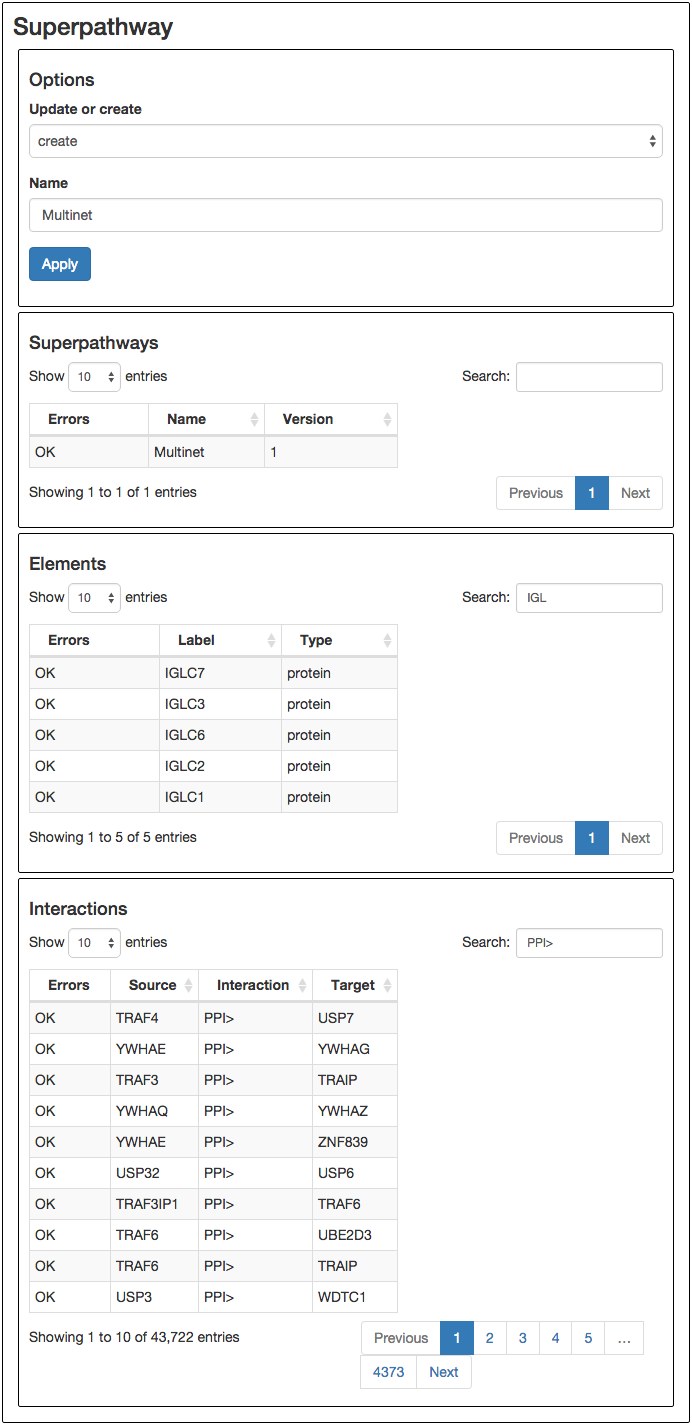 Superpathway
Options
Update or create
create
Name
Multinet
Apply
Superpathways
Show 10 entries Search:
Errors Name Version
OK Multinet 1
Showing 1 to 1 of 1 entries Previous 1 Next
Elements
Show 10 entries Search: IGL
Errors Label Type
OK IGLC7 protein
OK IGLC3 protein
OK IGLC6 protein
OK IGLC2 protein
OK IGLC1 protein
Showing 1 to 5 of 5 entries Previous 1 Next
Interactions
Show 10 entries Search: PPI>
Errors Source Interaction Target
OK TRAF4 PPI> USP7
OK YWHAE PPI> YWHAG
OK TRAF3 PPI> TRAIP
OK YWHAQ PPI> YWHAZ
OK YWHAE PPI> ZNF839
OK USP32 PPI> USP6
OK TRAF3IP1 PPI> TRAF6
OK TRAF6 PPI> UBE2D3
OK TRAF6 PPI> TRAIP
OK USP3 PPI> WDTC1
Showing 1 to 10 of 43,722 entries Previous 1 2 3 4 5 …
4373 Next